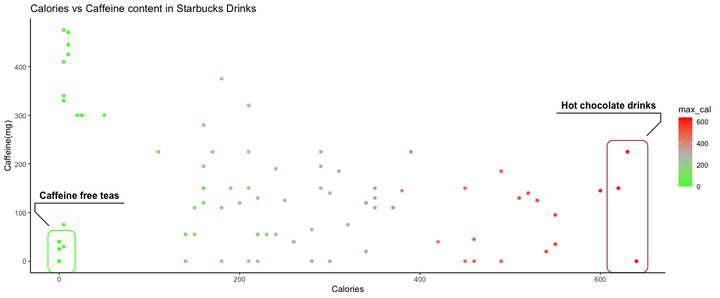 Calories vs Caffeine content in Starbucks Drinks
Caffeine(mg)
500
400
300
200
100
0
Caffeine free teas
Hot chocolate drinks
max_cal
600
400
200
0
0
200
400
600
Calories